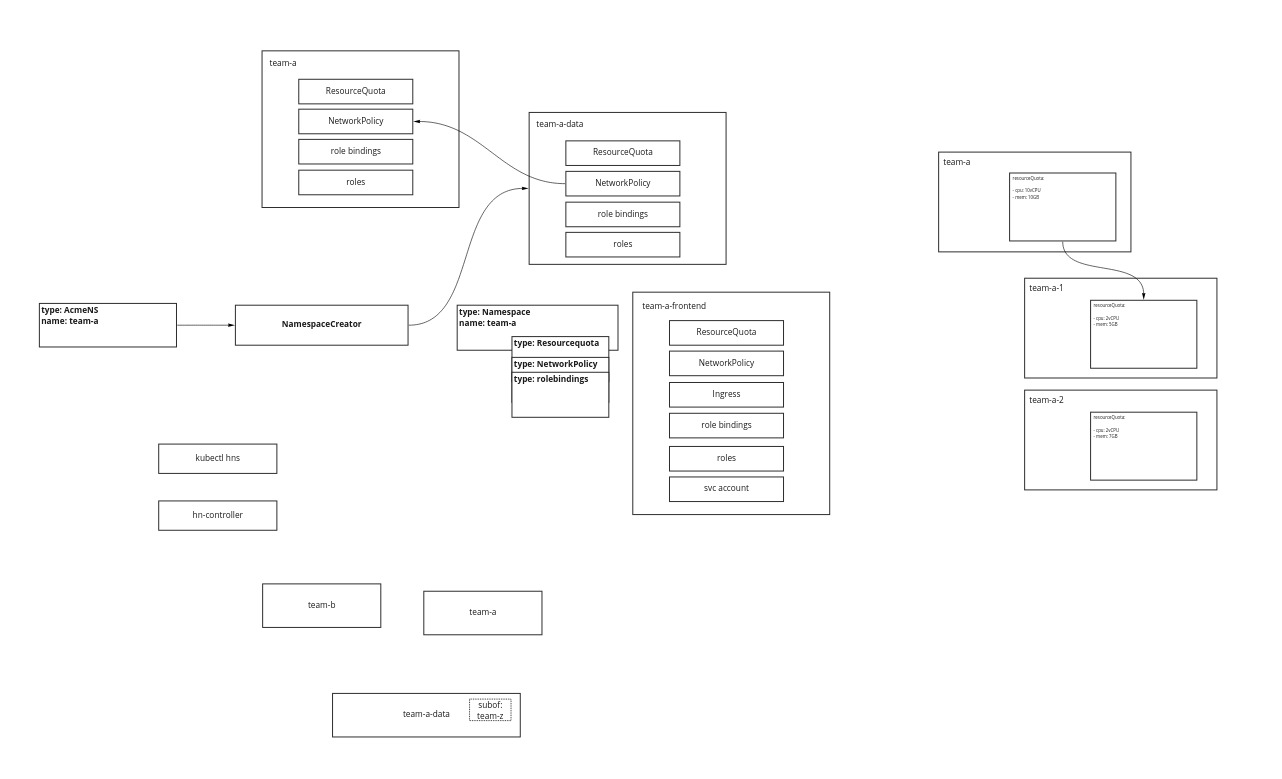 team-a
ResourceQuota
NetworkPolicy
role bindings
roles
team-a-data
ResourceQuota
NetworkPolicy
role bindings
roles
type: AcmeNS
name: team-a
NamespaceCreator
type: Namespace
name: team-a
type: Resourcequota
type: NetworkPolicy
type: rolebindings
team-a-frontend
ResourceQuota
NetworkPolicy
Ingress
role bindings
roles
svc account
kubectl hns
hn-controller
team-b
team-a
team-a-data
subof:
team-z
team-a
resourceQuota:
- cpu: 10vCPU
- mem: 10GB
team-a-1
resourceQuota:
- cpu: 2vCPU
- mem: 5GB
team-a-2
resourceQuota:
- cpu: 2vCPU
- mem: 7GB